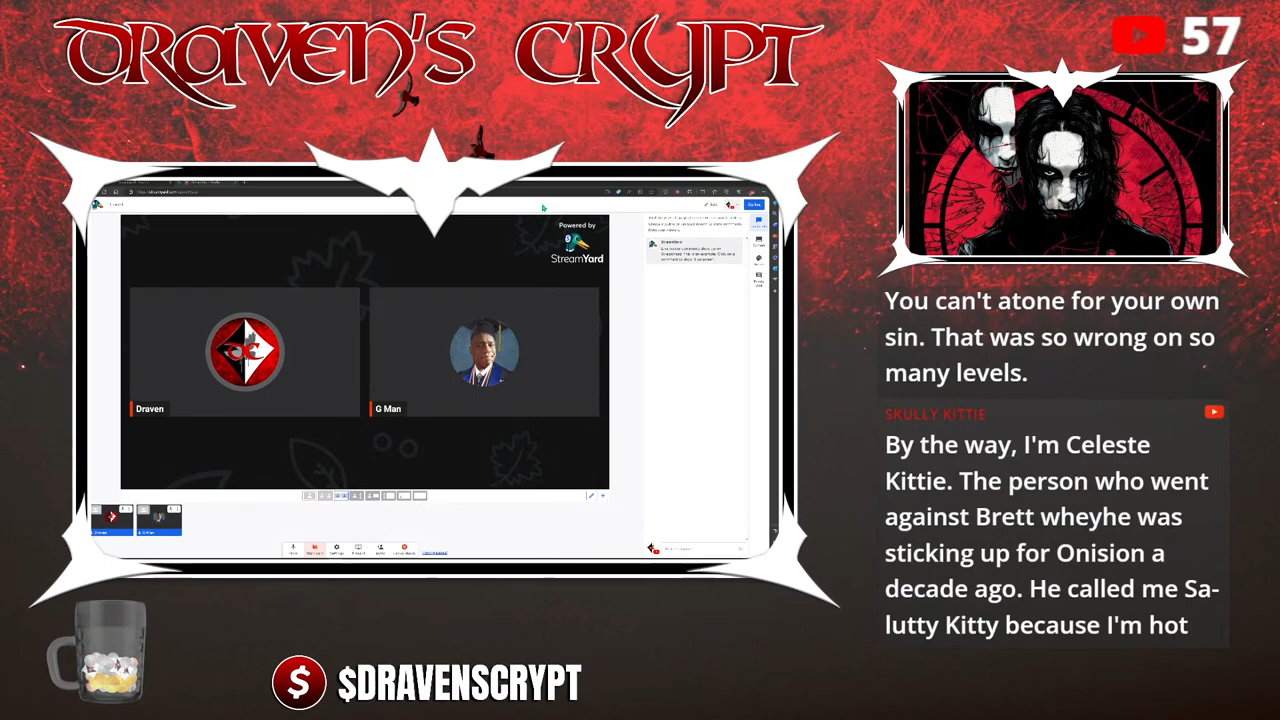 DRAVEN'S CRYPT
57
Powered by
StreamYard
Draven
G Man
You can't atone for your own
sin. That was so wrong on so
many levels.
SKULLY KITTIE
By the way, I'm Celeste
Kittie. The person who went
against Brett wheyhe was
sticking up for Onision a
decade ago. He called me Sa-
lutty Kitty because I'm hot
$ $DRAVENSCRYPT